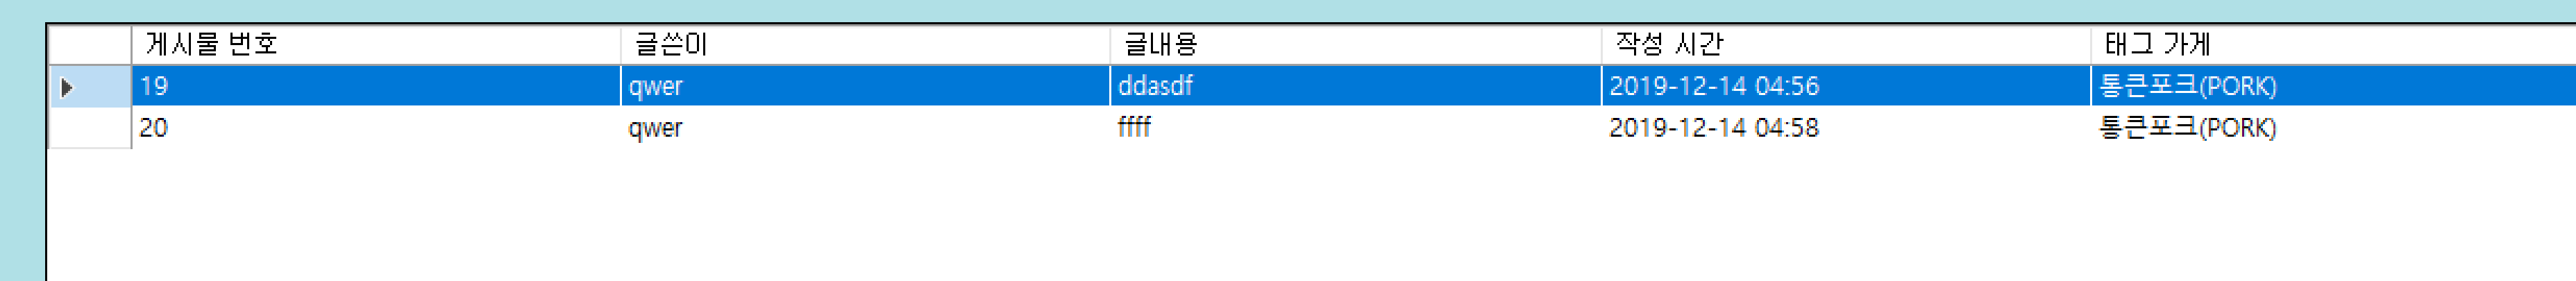 게시물 번호 글쓴이 글내용 작성 시간 태그 가게
19 qwer ddasdf 2019-12-14 04:56 통큰포크(PORK)
20 qwer ffff 2019-12-14 04:58 통큰포크(PORK)